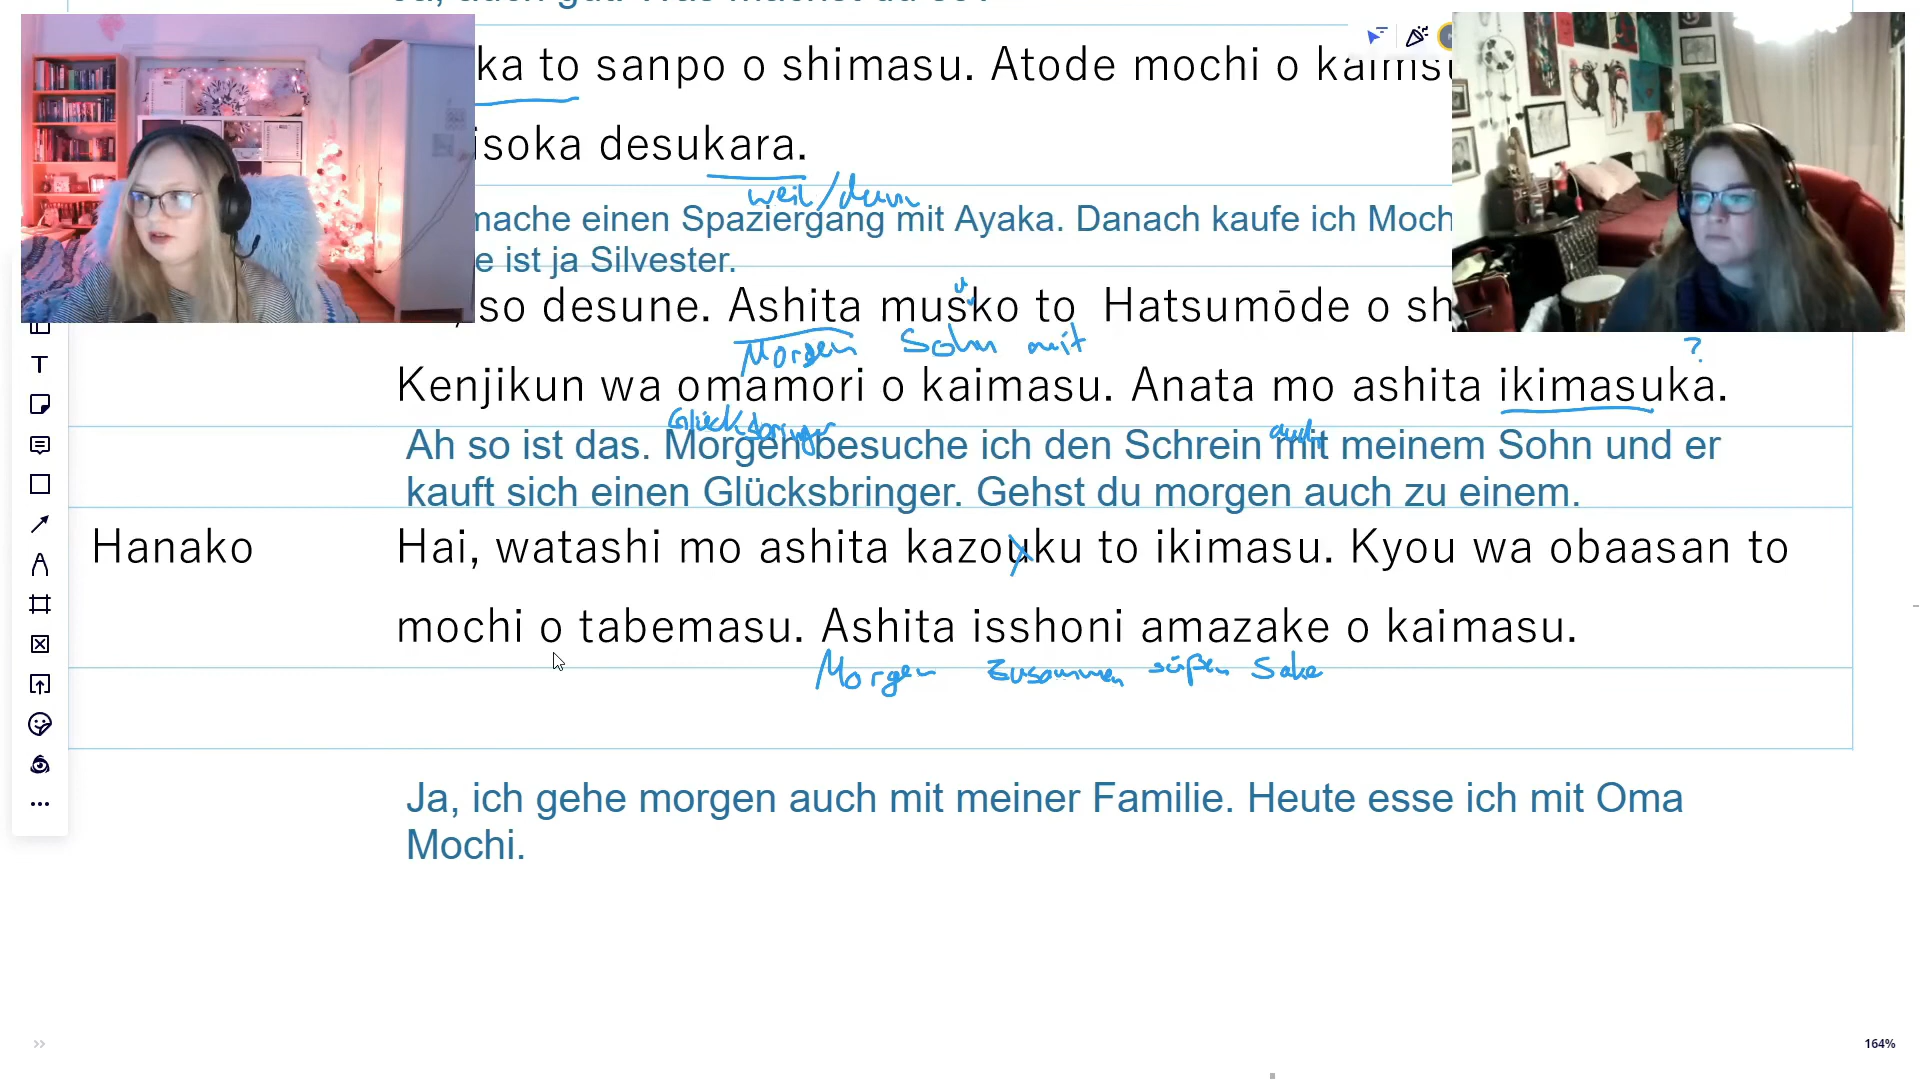 ka to sanpo o shimasu. Atode mochi o kaimsu
isoka desukara.
weil/denn
mache einen Spaziergang mit Ayaka. Danach kaufe ich Moch
e ist ja Silvester.
so desune. Ashita musko to Hatsumōde o sh
Morgen Sohn mit
?
Kenjikun wa omamori o kaimasu. Anata mo ashita ikimasuka.
Glücksbringer auch
Ah so ist das. Morgen besuche ich den Schrein mit meinem Sohn und er
kauft sich einen Glücksbringer. Gehst du morgen auch zu einem.
Hanako Hai, watashi mo ashita kazouku to ikimasu. Kyou wa obaasan to
mochi o tabemasu. Ashita isshoni amazake o kaimasu.
Morgen zusammen süßen Sake
Ja, ich gehe morgen auch mit meiner Familie. Heute esse ich mit Oma
Mochi.
164%